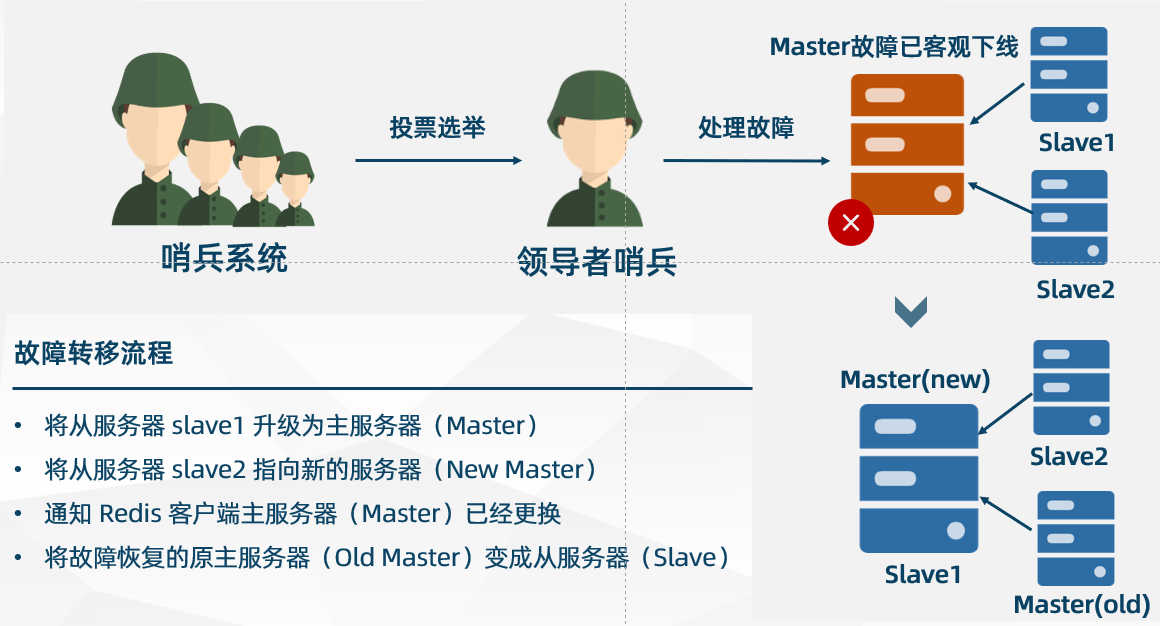 Master故障已客观下线
投票选举
处理故障
Slave1
哨兵系统
领导者哨兵
Slave2
故障转移流程
• 将从服务器 slave1 升级为主服务器（Master）
• 将从服务器 slave2 指向新的服务器（New Master）
• 通知 Redis 客户端主服务器（Master）已经更换
• 将故障恢复的原主服务器（Old Master）变成从服务器（Slave）
Master(new)
Slave2
Slave1
Master(old)